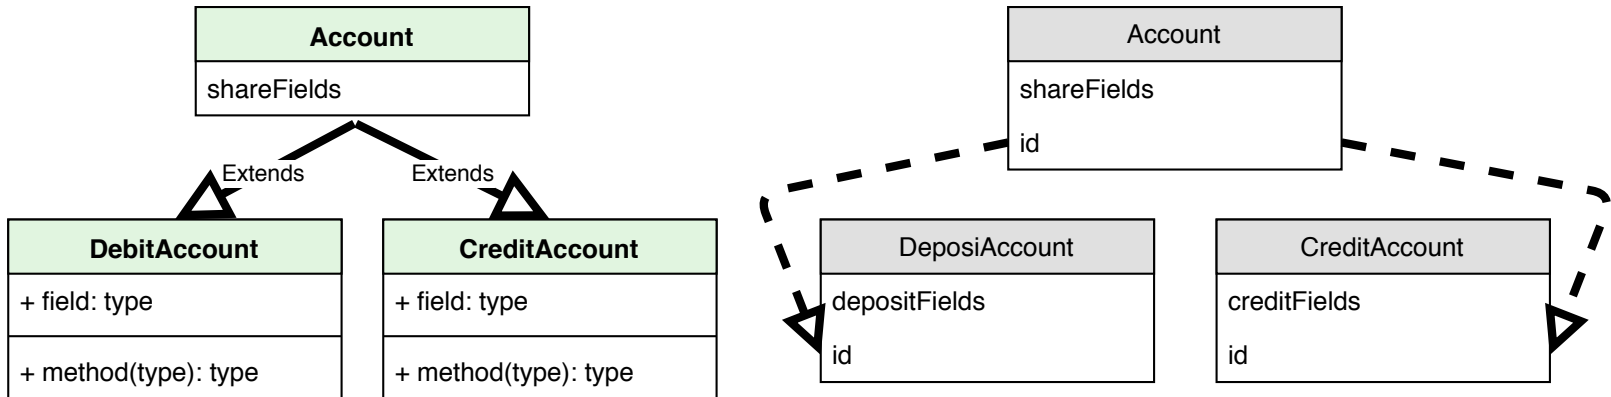 Account
shareFields
Extends
Extends
DebitAccount
+ field: type
+ method(type): type
CreditAccount
+ field: type
+ method(type): type
Account
shareFields
id
DeposiAccount
depositFields
id
CreditAccount
creditFields
id